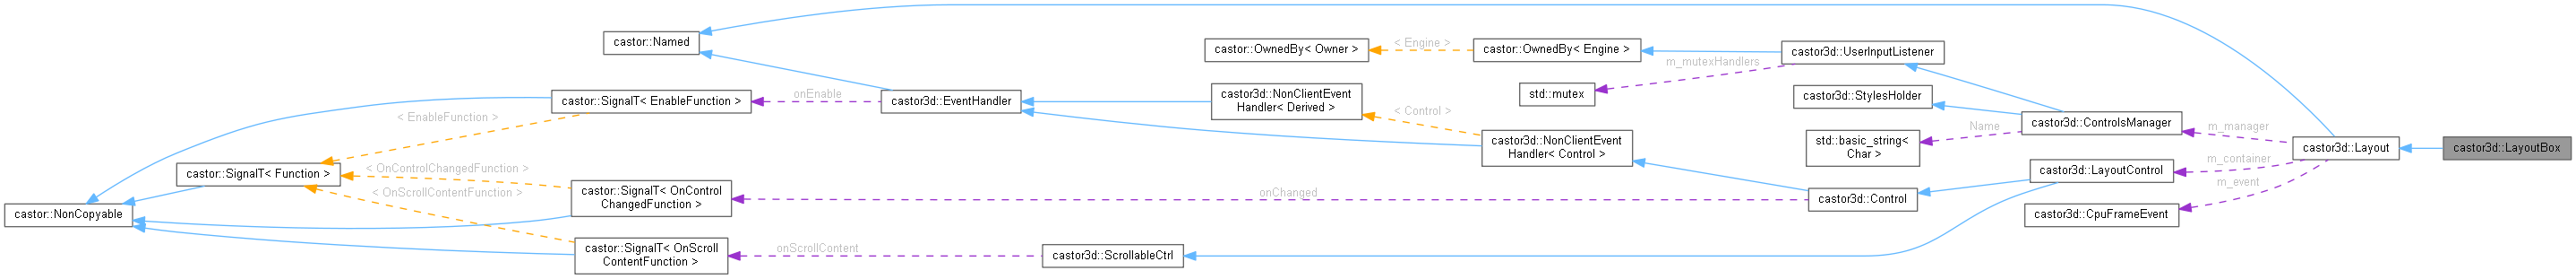 castor::Named
castor::OwnedBy< Owner >
< Engine >
castor::OwnedBy< Engine >
castor3d::UserInputListener
m_mutexHandlers
std::mutex
castor3d::StylesHolder
castor::SignalT< EnableFunction >
onEnable
castor3d::EventHandler
castor3d::NonClientEvent
Handler< Derived >
< Control >
< EnableFunction >
castor3d::NonClientEvent
Handler< Control >
std::basic_string<
Char >
Name
castor3d::ControlsManager
m_manager
castor3d::Layout
castor3d::LayoutBox
m_container
m_event
castor3d::LayoutControl
castor::SignalT< Function >
< OnControlChangedFunction >
< OnScrollContentFunction >
castor::SignalT< OnControl
ChangedFunction >
onChanged
castor3d::Control
castor3d::CpuFrameEvent
castor::NonCopyable
castor::SignalT< OnScroll
ContentFunction >
onScrollContent
castor3d::ScrollableCtrl